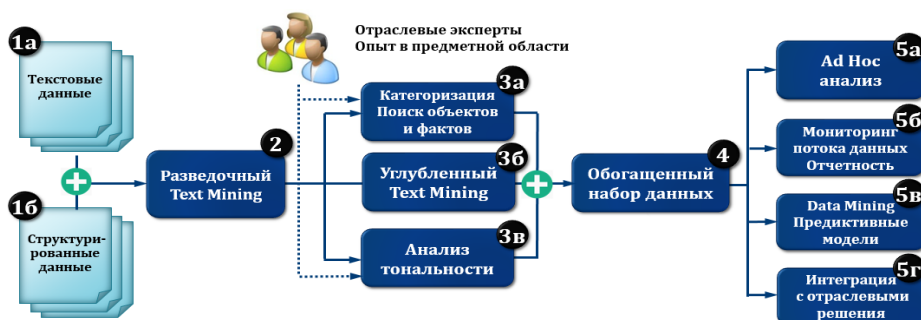 1а
Текстовые
данные
1б
Структури-
рованные
данные
2
Разведочный
Text Mining
Отраслевые эксперты
Опыт в предметной области
3а
Категоризация
Поиск объектов
и фактов
3б
Углубленный
Text Mining
3в
Анализ
тональности
4
Обогащенный
набор данных
5а
Ad Hoc
анализ
5б
Мониторинг
потока данных
Отчетность
5в
Data Mining
Предиктивные
модели
5г
Интеграция
с отраслевыми
решения